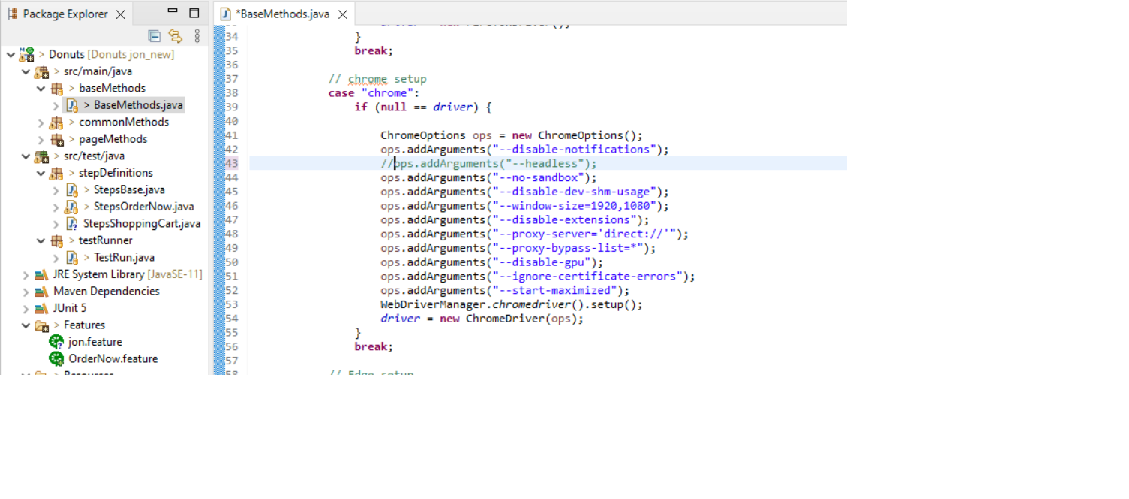 Package Explorer
*BaseMethods.java
> Donuts [Donuts jon_new]
> src/main/java
> baseMethods
> BaseMethods.java
> commonMethods
> pageMethods
> src/test/java
> stepDefinitions
> StepsBase.java
> StepsOrderNow.java
StepsShoppingCart.java
> testRunner
> TestRun.java
JRE System Library [JavaSE-11]
Maven Dependencies
JUnit 5
> Features
jon.feature
OrderNow.feature
34 }
35 break;
36
37 // chrome setup
38 case "chrome":
39 if (null == driver) {
40
41 ChromeOptions ops = new ChromeOptions();
42 ops.addArguments("--disable-notifications");
43 //ops.addArguments("--headless");
44 ops.addArguments("--no-sandbox");
45 ops.addArguments("--disable-dev-shm-usage");
46 ops.addArguments("--window-size=1920,1080");
47 ops.addArguments("--disable-extensions");
48 ops.addArguments("--proxy-server='direct://'");
49 ops.addArguments("--proxy-bypass-list=*");
50 ops.addArguments("--disable-gpu");
51 ops.addArguments("--ignore-certificate-errors");
52 ops.addArguments("--start-maximized");
53 WebDriverManager.chromedriver().setup();
54 driver = new ChromeDriver(ops);
55 }
56 break;
57